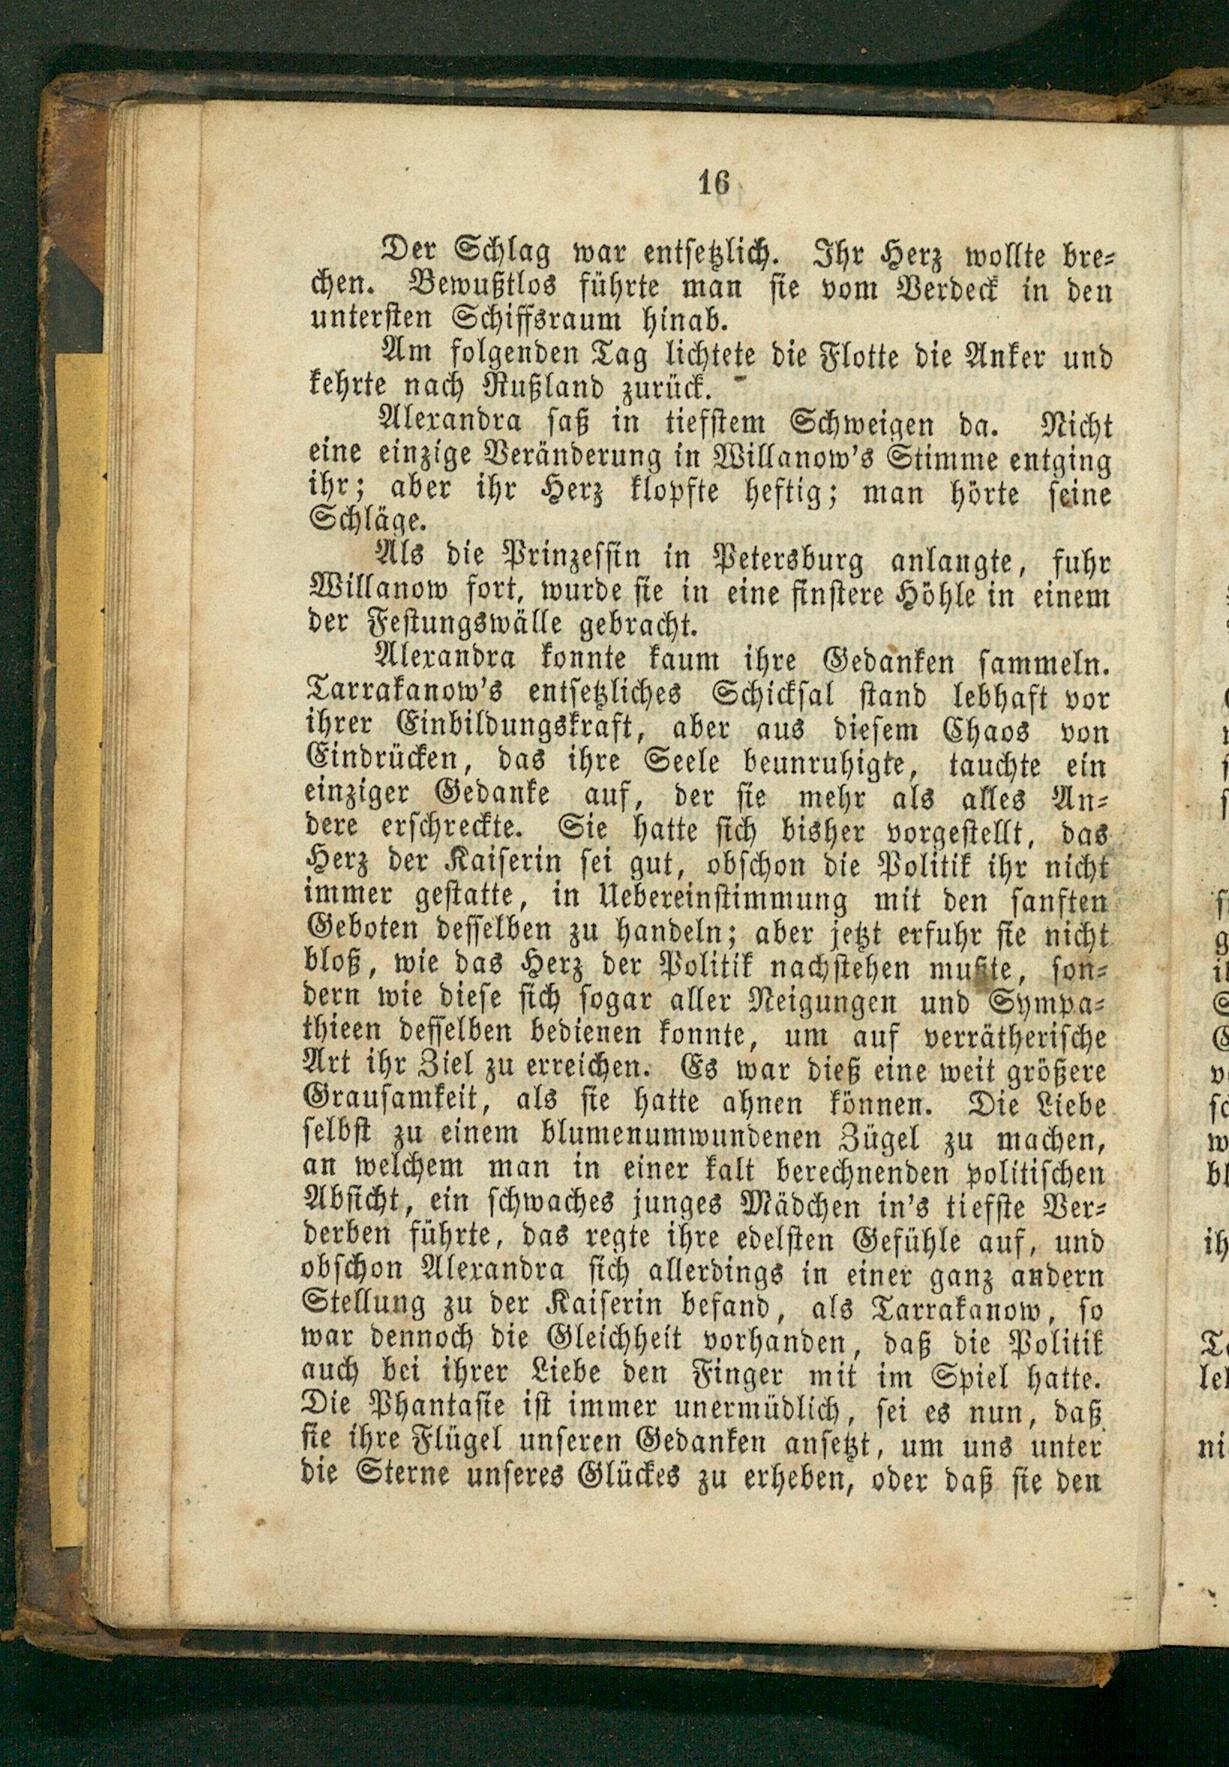 16
Der Schlag war entsetzlich. Ihr Herz wollte bre-
chen. Bewußtlos führte man sie vom Verdeck in den
untersten Schiffsraum hinab.
Am folgenden Tag lichtete die Flotte die Anker und
kehrte nach Rußland zurück.
Alexandra saß in tiefstem Schweigen da. Nicht
eine einzige Veränderung in Willanow's Stimme entging
ihr; aber ihr Herz klopfte heftig; man hörte seine
Schläge.
Als die Prinzessin in Petersburg anlangte, fuhr
Willanow fort, wurde sie in eine finstere Höhle in einem
der Festungswälle gebracht.
Alexandra konnte kaum ihre Gedanken sammeln.
Tarrakanow's entsetzliches Schicksal stand lebhaft vor
ihrer Einbildungskraft, aber aus diesem Chaos von
Eindrücken, das ihre Seele beunruhigte, tauchte ein
einziger Gedanke auf, der sie mehr als alles An-
dere erschreckte. Sie hatte sich bisher vorgestellt, das
Herz der Kaiserin sei gut, obschon die Politik ihr nicht
immer gestatte, in Uebereinstimmung mit den sanften
Geboten desselben zu handeln; aber jetzt erfuhr sie nicht
bloß, wie das Herz der Politik nachstehen mußte, son-
dern wie diese sich sogar aller Neigungen und Sympa-
thieen desselben bedienen konnte, um auf verrätherische
Art ihr Ziel zu erreichen. Es war dieß eine weit größere
Grausamkeit, als sie hatte ahnen können. Die Liebe
selbst zu einem blumenumwundenen Zügel zu machen,
an welchem man in einer kalt berechnenden politischen
Absicht, ein schwaches junges Mädchen in's tiefste Ver-
derben führte, das regte ihre edelsten Gefühle auf, und
obschon Alexandra sich allerdings in einer ganz andern
Stellung zu der Kaiserin befand, als Tarrakanow, so
war dennoch die Gleichheit vorhanden, daß die Politik
auch bei ihrer Liebe den Finger mit im Spiel hatte.
Die Phantasie ist immer unermüdlich, sei es nun, daß
sie ihre Flügel unseren Gedanken ansetzt, um uns unter
die Sterne unseres Glückes zu erheben, oder daß sie den